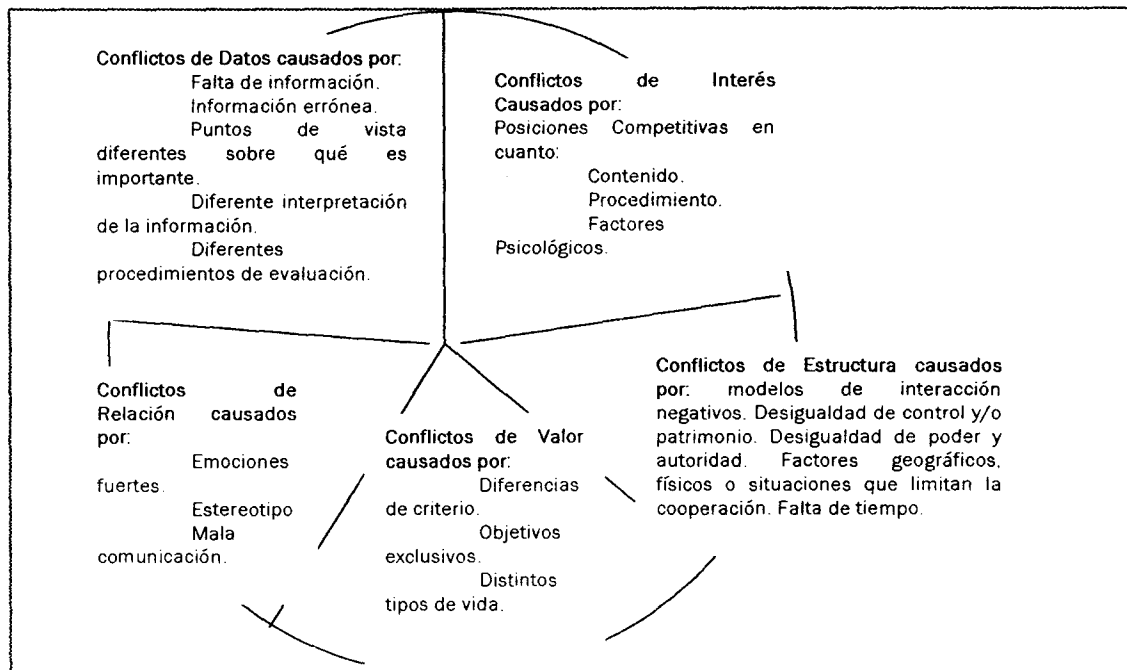 Conflictos de Datos causados por:
Falta de información.
Información errónea.
Puntos de vista
diferentes sobre qué es
importante.
Diferente interpretación
de la información.
Diferentes
procedimientos de evaluación.
Conflictos de Interés
Causados por:
Posiciones Competitivas en
cuanto:
Contenido.
Procedimiento.
Factores
Psicológicos.
Conflictos de
Relación causados
por:
Emociones
fuertes.
Estereotipo
Mala
comunicación.
Conflictos de Valor
causados por:
Diferencias
de criterio.
Objetivos
exclusivos.
Distintos
tipos de vida.
Conflictos de Estructura causados
por: modelos de interacción
negativos. Desigualdad de control y/o
patrimonio. Desigualdad de poder y
autoridad. Factores geográficos,
físicos o situaciones que limitan la
cooperación. Falta de tiempo.